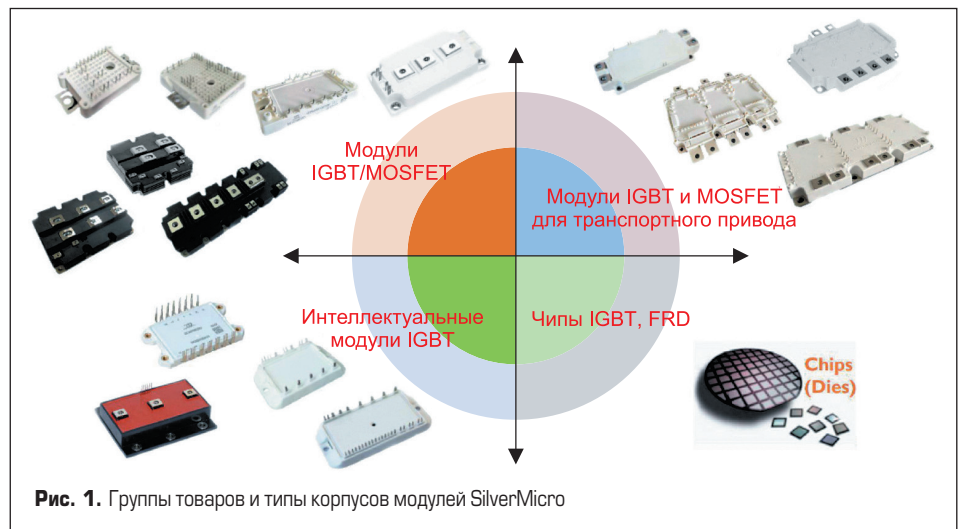 Модули
IGBT/MOSFET
Модули IGBT и MOSFET
для транспортного привода
Интеллектуальные
модули IGBT
Чипы IGBT, FRD
Chips
(Dies)
Рис. 1. Группы товаров и типы корпусов модулей SilverMicro